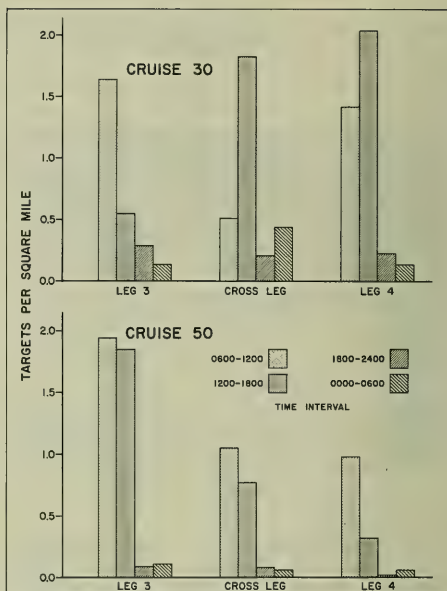 TARGETS PER SQUARE MILE
CRUISE 30
2.0
1.5
1.0
0.5
0.0
LEG 3 CROSS LEG LEG 4
CRUISE 50
2.0
1.5
1.0
0.5
0.0
0600-1200 1800-2400
1200-1800 0000-0600
TIME INTERVAL
LEG 3 CROSS LEG LEG 4